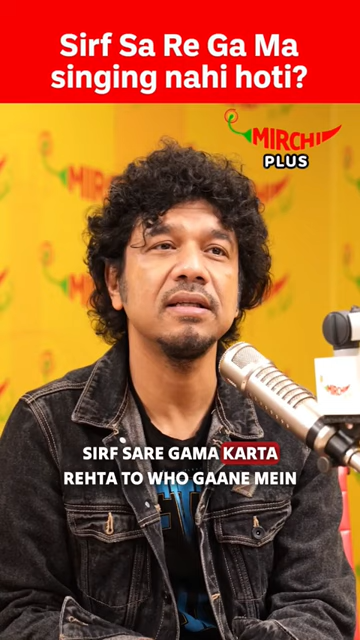 Sirf Sa Re Ga Ma
singing nahi hoti?
MIRCHI
PLUS
MIRCHI
SIRF SARE GAMA KARTA
REHTA TO WHO GAANE MEIN